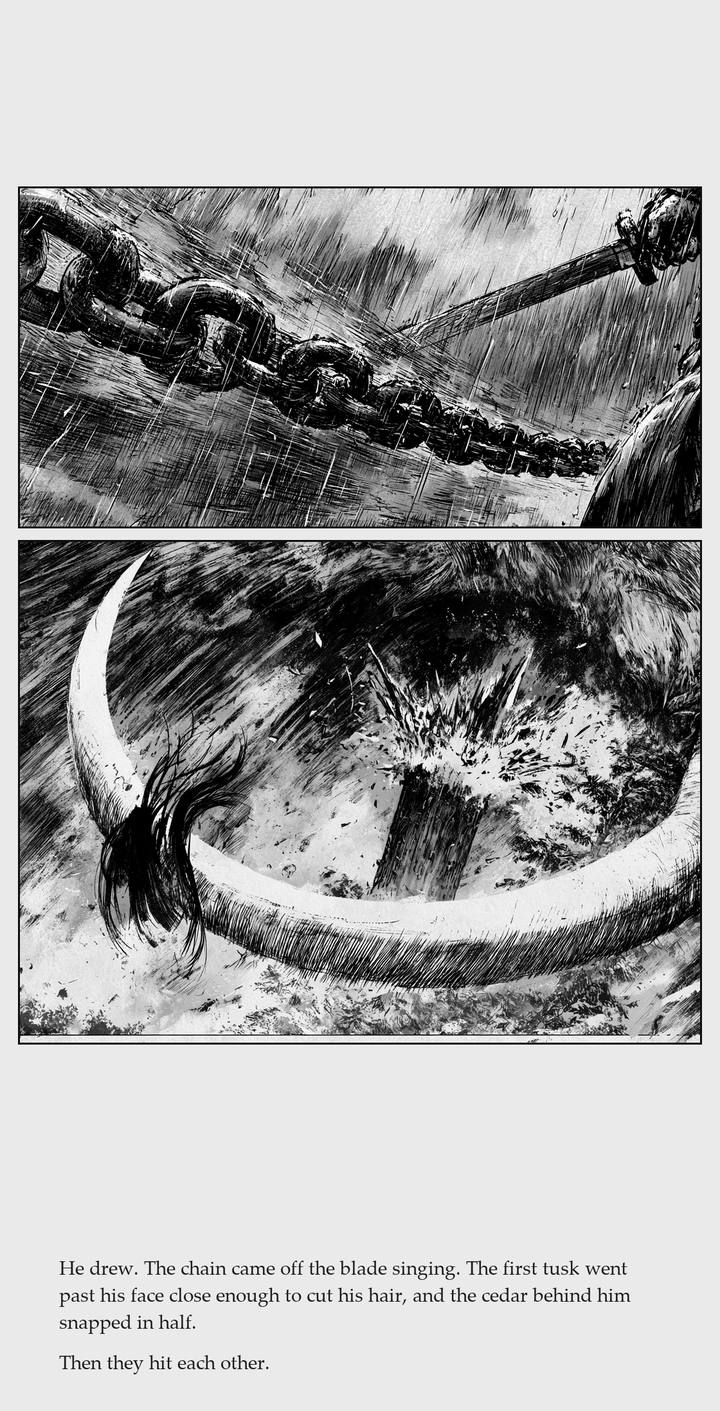 He drew. The chain came off the blade singing. The first tusk went
past his face close enough to cut his hair, and the cedar behind him
snapped in half.
Then they hit each other.